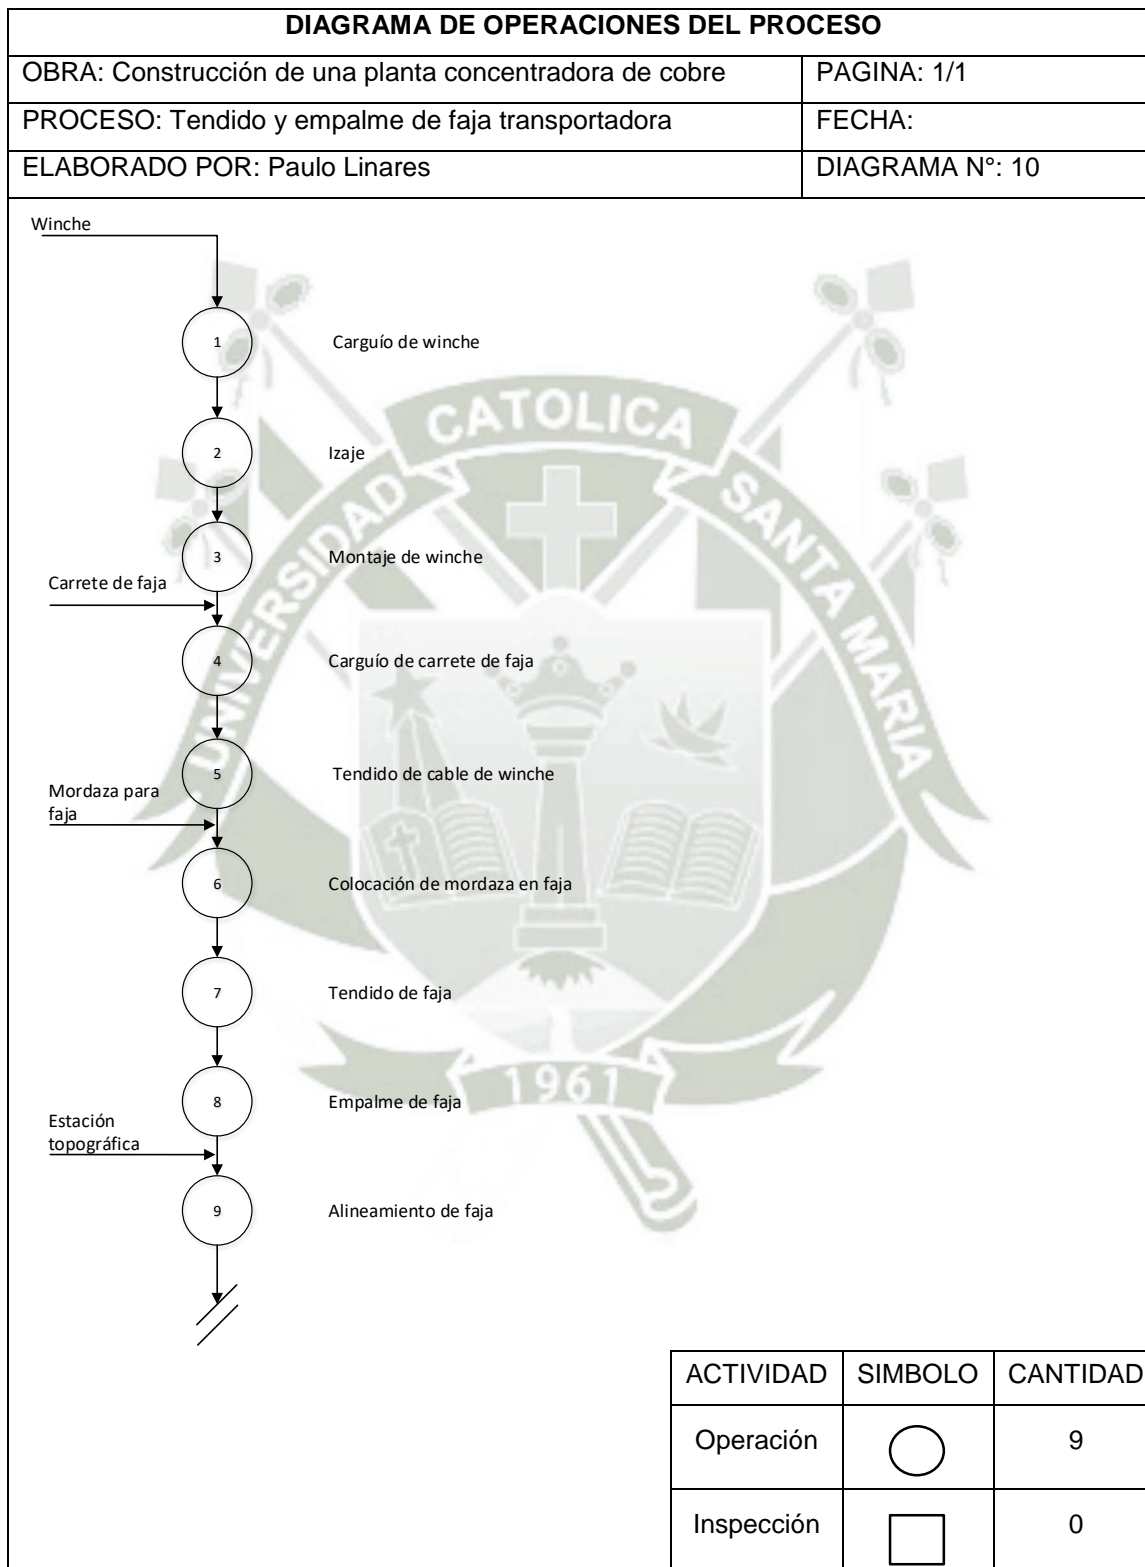 DIAGRAMA DE OPERACIONES DEL PROCESO
OBRA: Construcción de una planta concentradora de cobre
PAGINA: 1/1
PROCESO: Tendido y empalme de faja transportadora
FECHA:
ELABORADO POR: Paulo Linares
DIAGRAMA N°: 10
Winche
1
Carguío de winche
2
Izaje
3
Montaje de winche
Carrete de faja
4
Carguío de carrete de faja
5
Tendido de cable de winche
Mordaza para
faja
6
Colocación de mordaza en faja
7
Tendido de faja
8
Empalme de faja
Estación
topográfica
9
Alineamiento de faja
UNIVERSIDAD CATOLICA SANTA MARIA
1961
ACTIVIDAD SIMBOLO CANTIDAD
Operación 9
Inspección 0